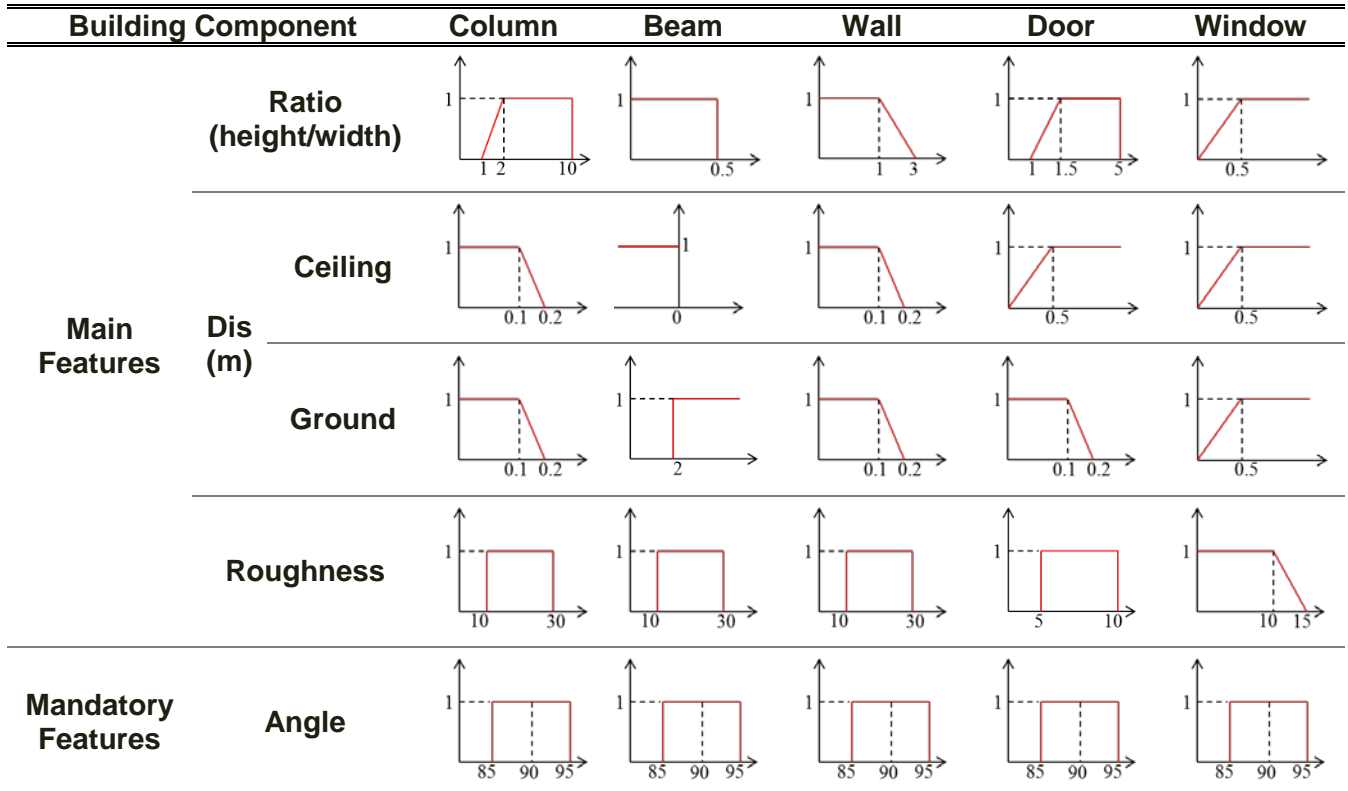 Building Component Column Beam Wall Door Window
Ratio
(height/width)
1 1 2 10
1 0.5
1 1 3
1 1 1.5 5
1 0.5
Main
Features
Dis
(m)
Ceiling
1 0.1 0.2
1 0
1 0.1 0.2
1 0.5
1 0.5
Ground
1 0.1 0.2
1 2
1 0.1 0.2
1 0.1 0.2
1 0.5
Roughness
1 10 30
1 10 30
1 10 30
1 5 10
1 10 15
Mandatory
Features
Angle
1 85 90 95
1 85 90 95
1 85 90 95
1 85 90 95
1 85 90 95